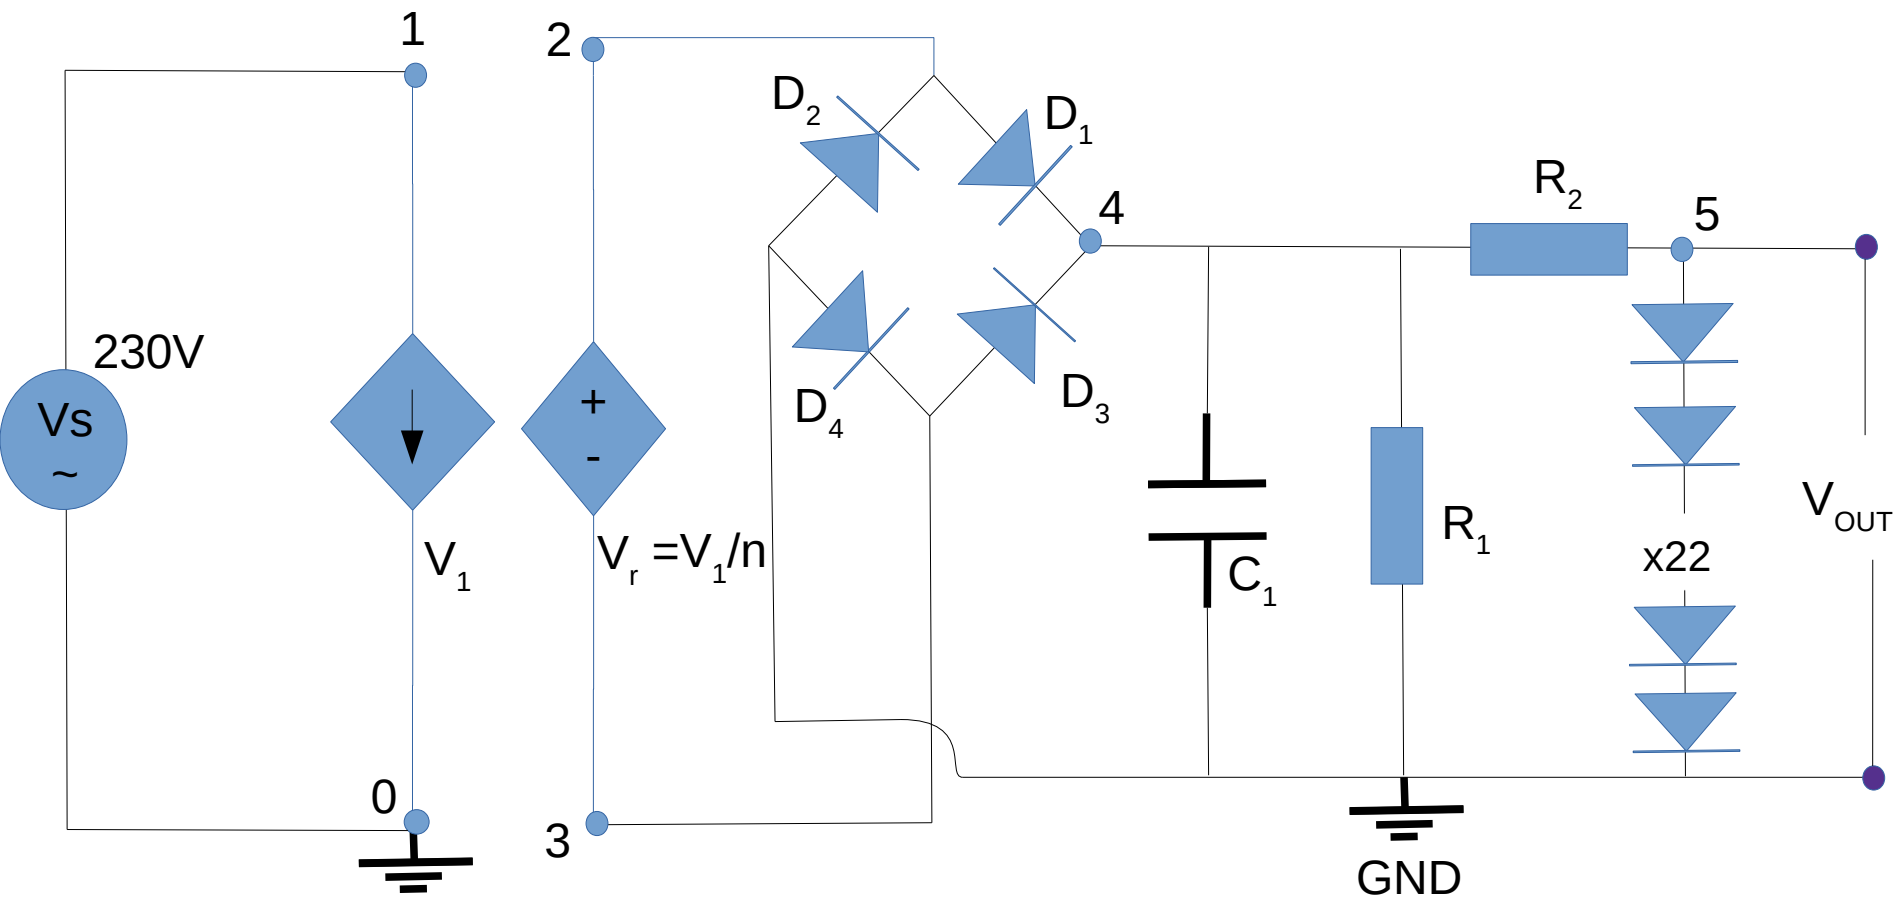 1
2
D2
D1
4
R2
5
230V
Vs
~
+
-
D4
D3
V1
Vr =V1/n
C1
R1
x22
VOUT
0
3
GND